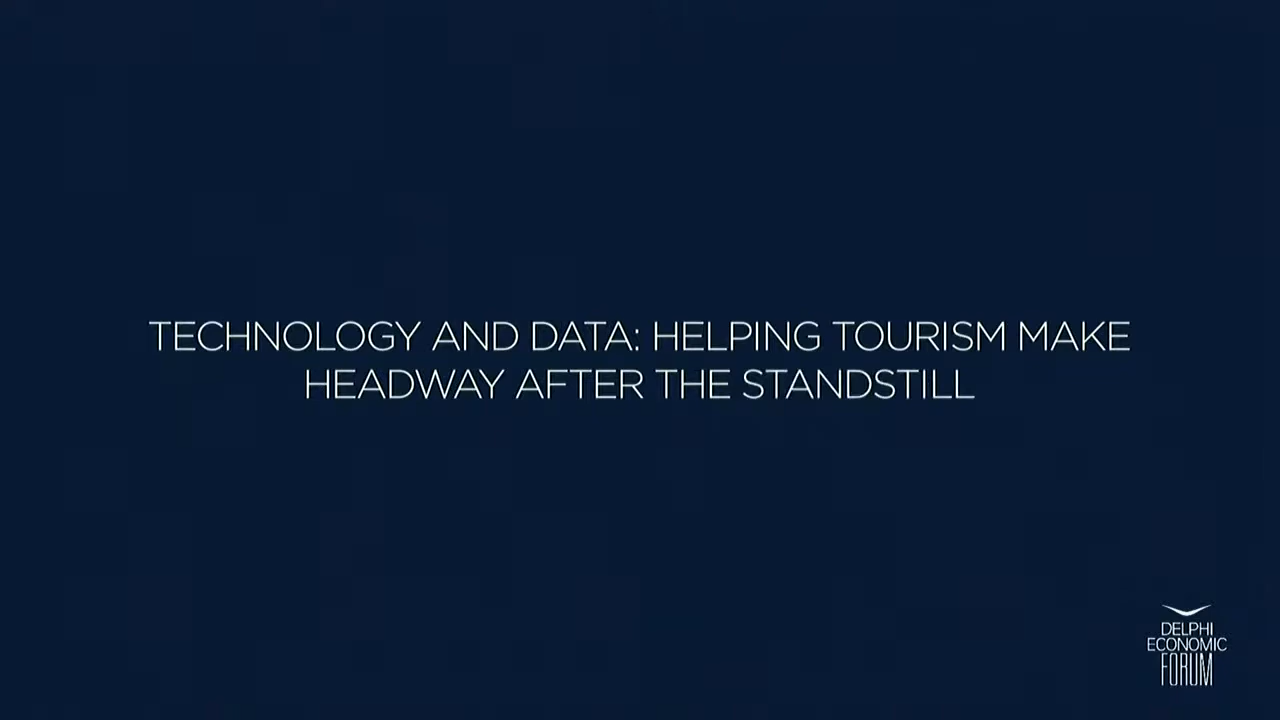 TECHNOLOGY AND DATA: HELPING TOURISM MAKE
HEADWAY AFTER THE STANDSTILL
DELPHI
ECONOMIC
FORUM